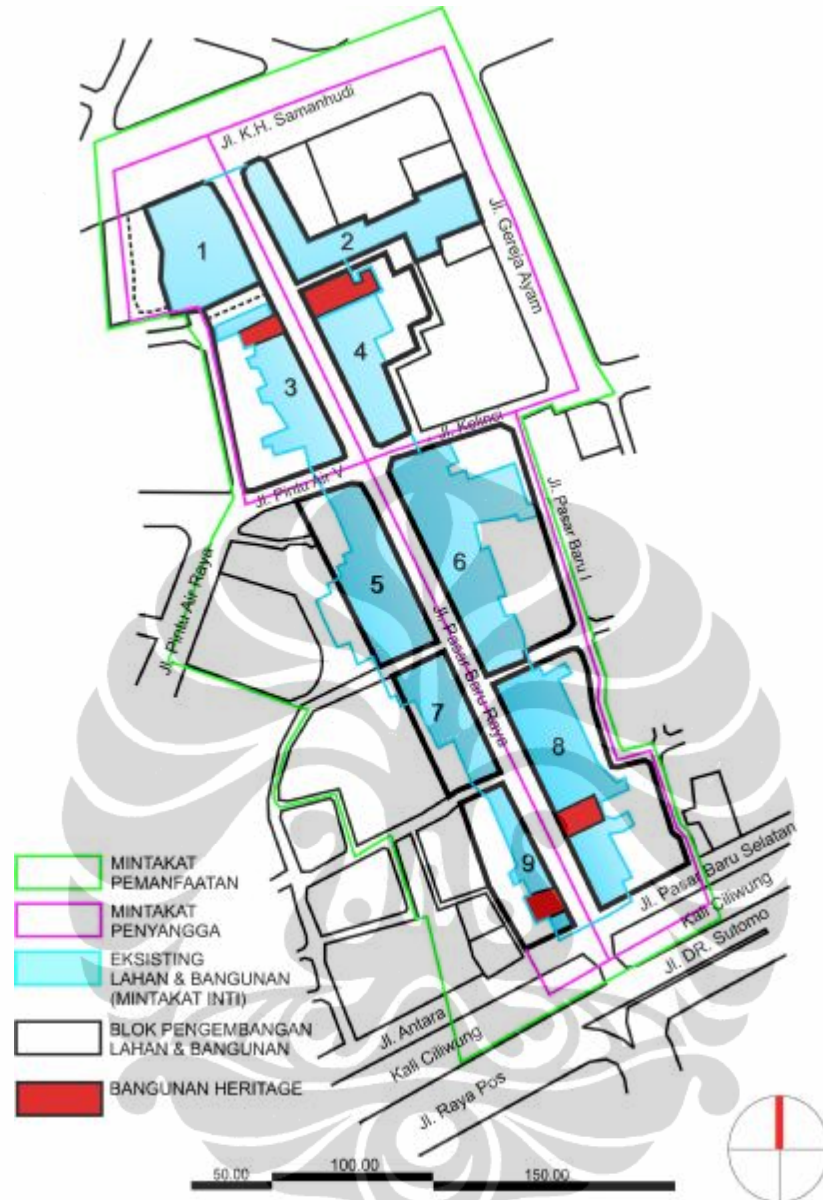 Jl. K.H. Samanhudi
Jl. Gereja Ayam
1
2
3
4
Jl. Kelinci
Jl. Pintu Air V
Jl. Pasar Baru I
Jl. Pintu Air Raya
5
6
Jl. Pasar Baru Raya
7
8
9
Jl. Pasar Baru Selatan
Kali Ciliwung
Jl. DR. Sutomo
Jl. Antara
Kali Ciliwung
Jl. Raya Pos
MINTAKAT
PEMANFAATAN
MINTAKAT
PENYANGGA
EKSISTING
LAHAN & BANGUNAN
(MINTAKAT INTI)
BLOK PENGEMBANGAN
LAHAN & BANGUNAN
BANGUNAN HERITAGE
50.00 100.00 150.00